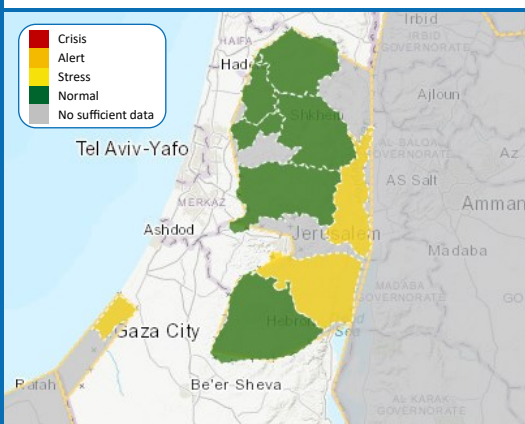 Crisis
Alert
Stress
Normal
No sufficient data
HAIFA
Irbid
IRBID
GOVERNORATE
Ajloun
Shkhem
Tel Aviv-Yafo
AL BALQA
GOVERNORATE
Az
AS Salt
MERKAZ
Amman
Ashdod
Jerusalem
Madaba
MADABA
GOVERNORATE
GO
Gaza City
Hebron
Rafah
Be'er Sheva
AL KARAK
GOVERNORATE